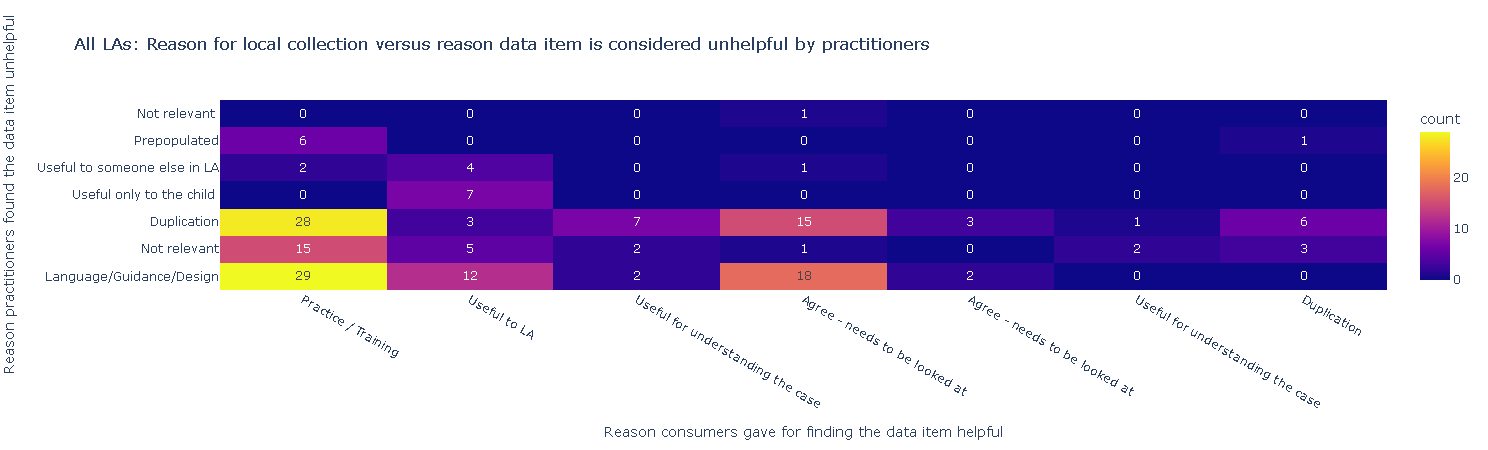 All LAs: Reason for local collection versus reason data item is considered unhelpful by practitioners
Reason practitioners found the data item unhelpful
count
Not relevant 0 0 0 1 0 0 0
Prepopulated 6 0 0 0 0 0 1
Useful to someone else in LA 2 4 0 1 0 0 0
Useful only to the child 0 7 0 0 0 0 0
Duplication 28 3 7 15 3 1 6
Not relevant 15 5 2 1 0 2 3
Language/Guidance/Design 29 12 2 18 2 0 0
20
10
0
Practice / Training
Useful to LA
Useful for understanding the case
Agree - needs to be looked at
Agree - needs to be looked at
Useful for understanding the case
Duplication
Reason consumers gave for finding the data item helpful